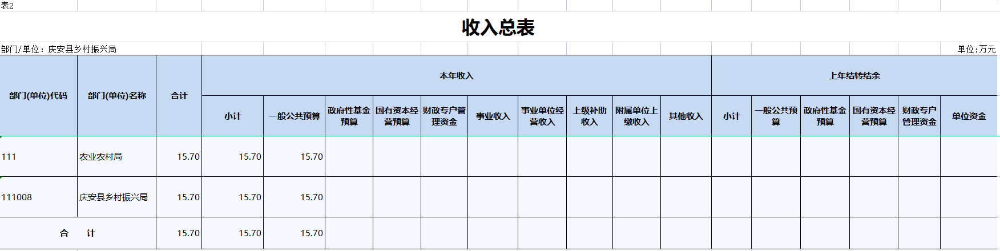 表2
收入总表
部门/单位：庆安县乡村振兴局 单位:万元
部门(单位)代码 部门(单位)名称 合计 本年收入 上年结转结余
小计 一般公共预算 政府性基金预算 国有资本经营预算 财政专户管理资金 事业收入 事业单位经营收入 上级补助收入 附属单位上缴收入 其他收入 小计 一般公共预算 政府性基金预算 国有资本经营预算 财政专户管理资金 单位资金
111 农业农村局 15.70 15.70 15.70
111008 庆安县乡村振兴局 15.70 15.70 15.70
合 计 15.70 15.70 15.70